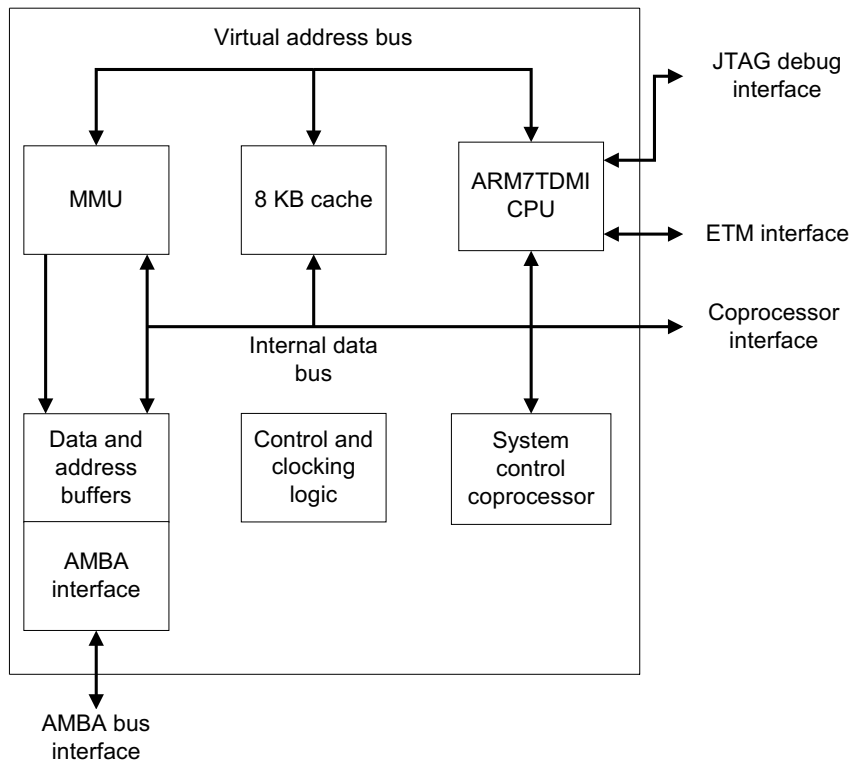 Virtual address bus
JTAG debug
interface
MMU
8 KB cache
ARM7TDMI
CPU
ETM interface
Coprocessor
interface
Internal data
bus
Data and
address
buffers
Control and
clocking
logic
System
control
coprocessor
AMBA
interface
AMBA bus
interface